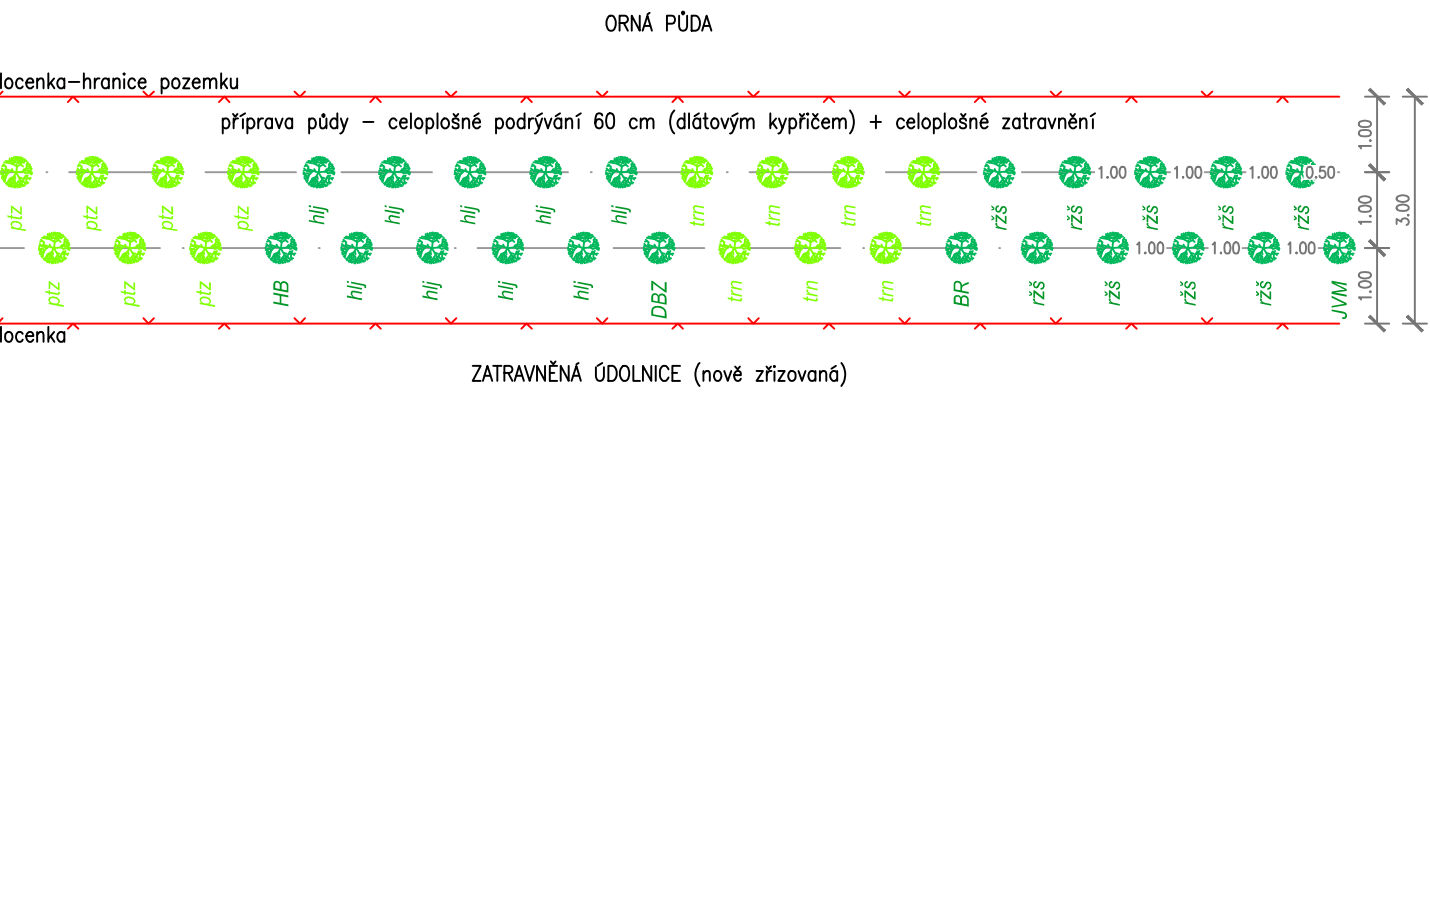 ORNÁ PŮDA
locenka-hranice pozemku
příprava půdy - celoplošné podrývání 60 cm (dlátovým kypřičem) + celoplošné zatravnění
1.00 1.00 1.00 0.50
ptz ptz ptz ptz hlj hlj hlj hlj hlj trn trn trn trn ržš ržš ržš ržš ržš
1.00 1.00 1.00
ptz ptz ptz HB hlj hlj hlj hlj DBZ trn trn trn BR ržš ržš ržš ržš JVM
1.00
1.00
1.00
3.00
locenka
ZATRAVNĚNÁ ÚDOLNICE (nově zřizovaná)